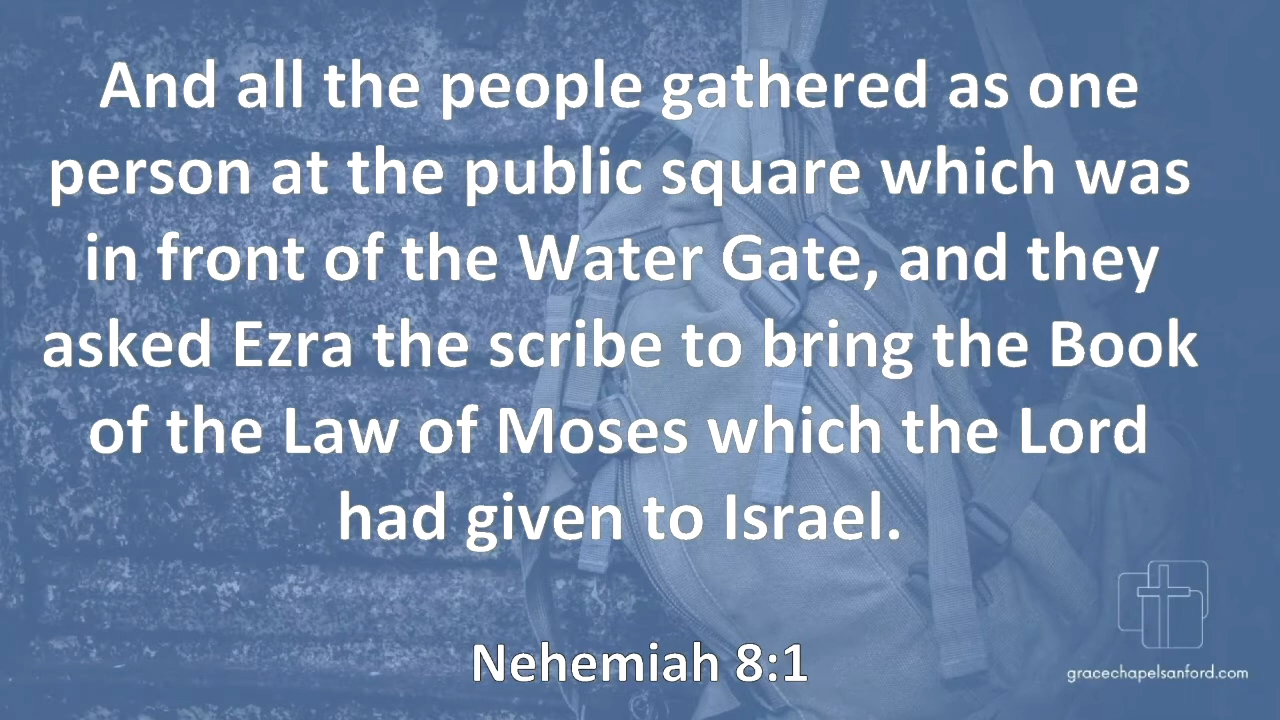 And all the people gathered as one
person at the public square which was
in front of the Water Gate, and they
asked Ezra the scribe to bring the Book
of the Law of Moses which the Lord
had given to Israel.
Nehemiah 8:1
gracechapelsanford.com